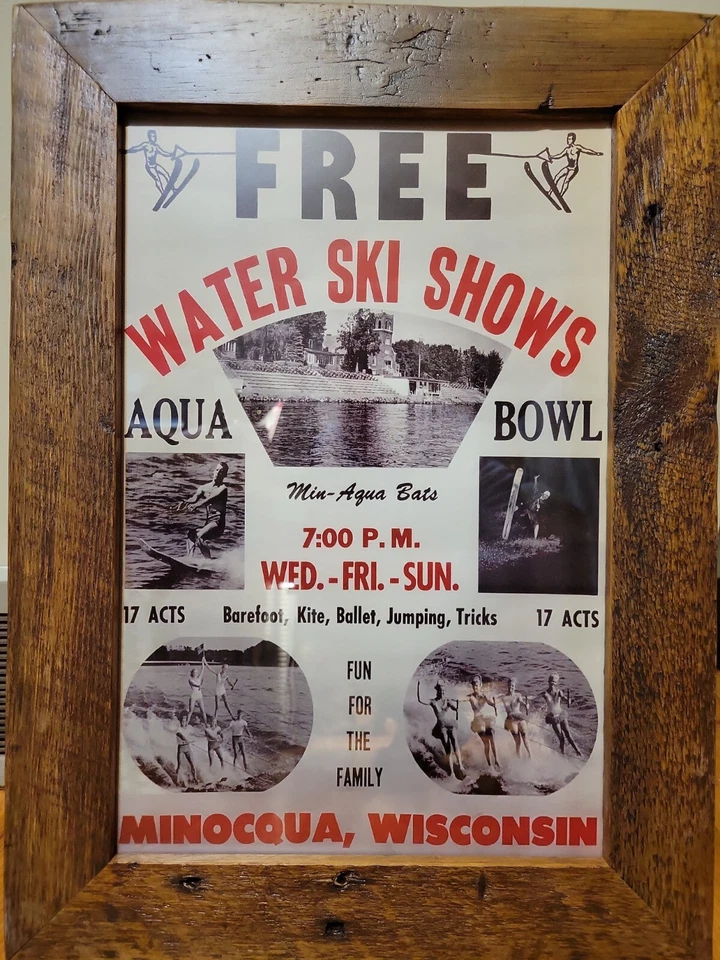 FREE
WATER SKI SHOWS
AQUA BOWL
Min-Aqua Bats
7:00 P.M.
WED.-FRI.-SUN.
17 ACTS Barefoot, Kite, Ballet, Jumping, Tricks 17 ACTS
FUN
FOR
THE
FAMILY
MINOCQUA, WISCONSIN